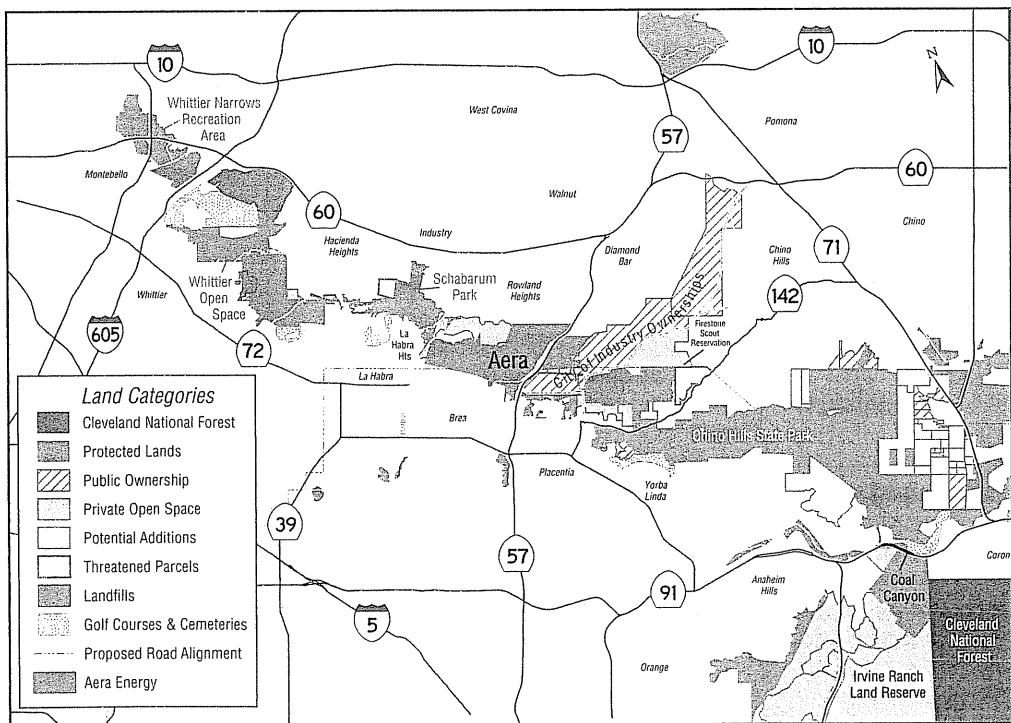 10
10
N
Whittier Narrows
Recreation
Area
West Covina
57
Pomona
Montebello
60
Walnut
60
Hacienda
Heights
Industry
Diamond
Bar
Chino
Chino
Hills
71
Whittier
Whittier
Open
Space
Schabarum
Park
Rowland
Heights
142
605
72
La
Habra
Hts
Aera
City of Industry Ownerships
Firestone
Scout
Reservation
La Habra
Brea
Chino Hills State Park
Placentia
Yorba
Linda
39
57
91
Anaheim
Hills
Coron
Coal
Canyon
5
Orange
Cleveland
National
Forest
Irvine Ranch
Land Reserve
Land Categories
Cleveland National Forest
Protected Lands
Public Ownership
Private Open Space
Potential Additions
Threatened Parcels
Landfills
Golf Courses & Cemeteries
Proposed Road Alignment
Aera Energy